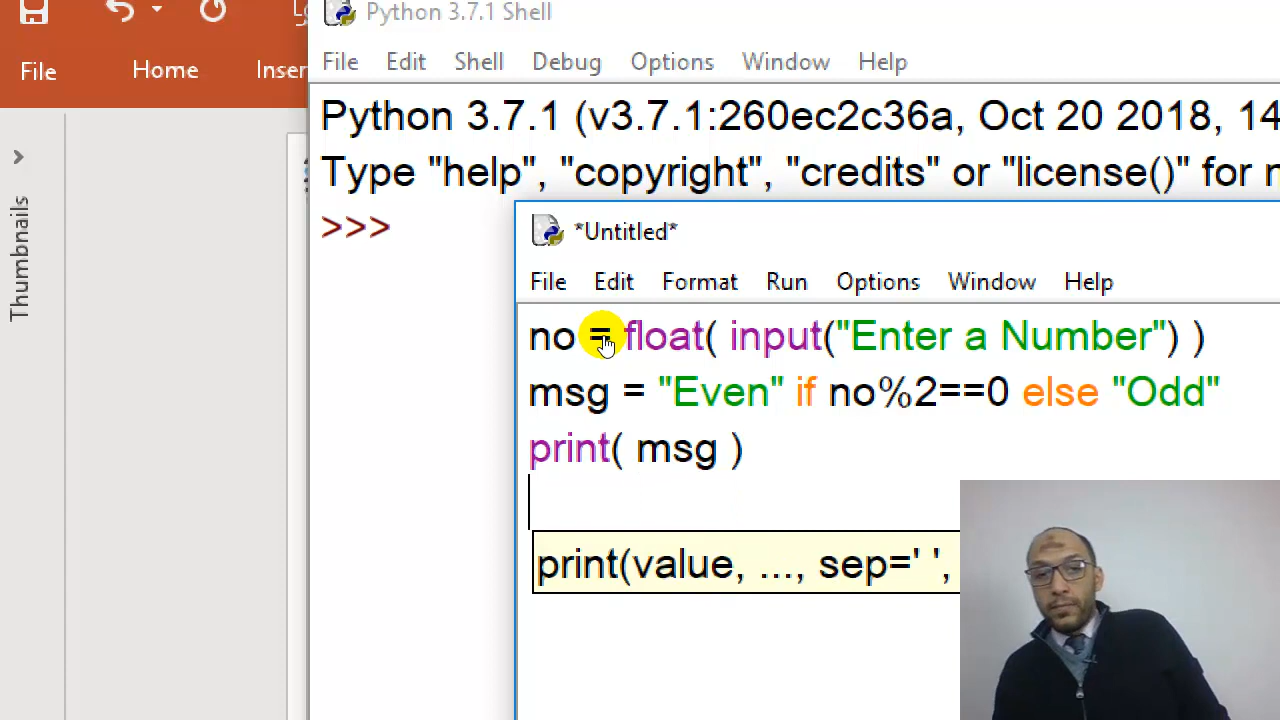 File
Home
Inser
Thumbnails
Python 3.7.1 Shell
File Edit Shell Debug Options Window Help
Python 3.7.1 (v3.7.1:260ec2c36a, Oct 20 2018, 14
Type "help", "copyright", "credits" or "license()" for
>>>
*Untitled*
File Edit Format Run Options Window Help
no = float( input("Enter a Number") )
msg = "Even" if no%2==0 else "Odd"
print( msg )
print(value, ..., sep=' ',